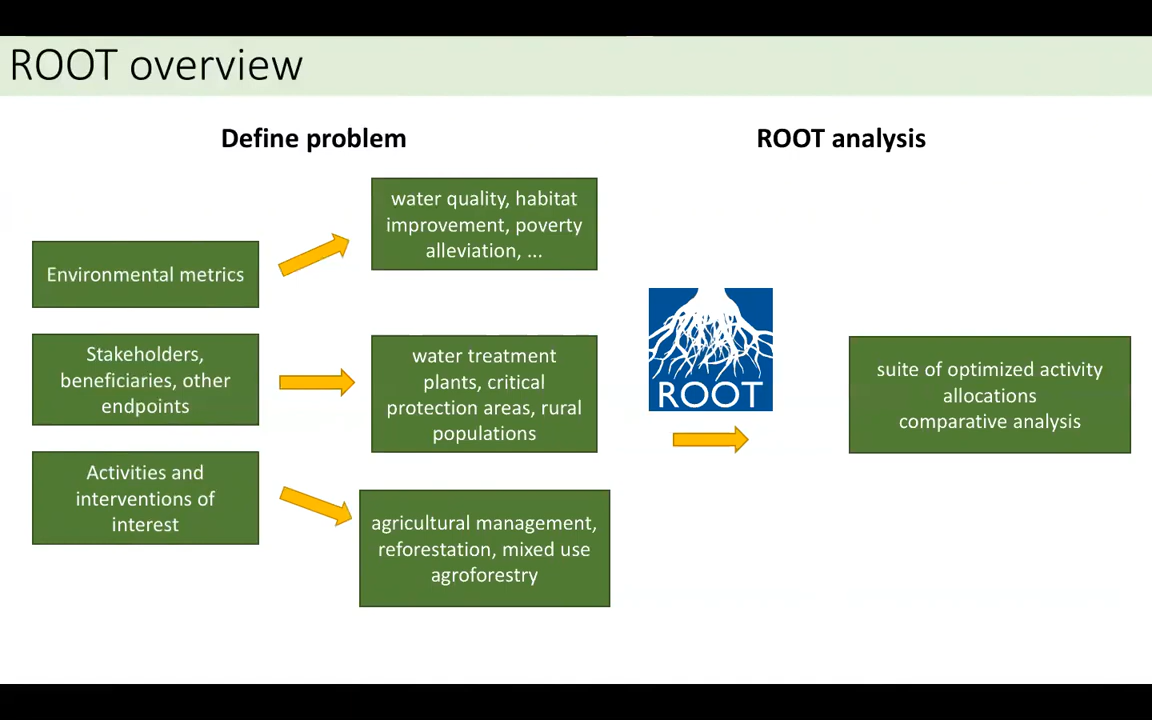 ROOT overview
Define problem
ROOT analysis
Environmental metrics
water quality, habitat
improvement, poverty
alleviation, ...
Stakeholders,
beneficiaries, other
endpoints
water treatment
plants, critical
protection areas, rural
populations
Activities and
interventions of
interest
agricultural management,
reforestation, mixed use
agroforestry
ROOT
suite of optimized activity
allocations
comparative analysis